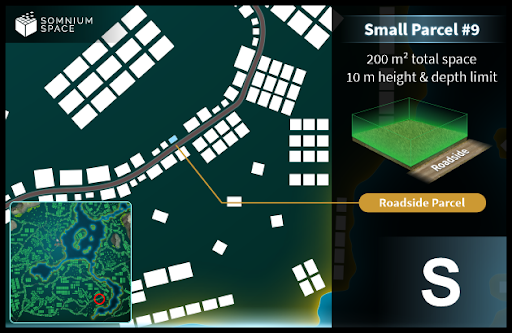 SOMNIUM
SPACE
Small Parcel #9
200 m² total space
10 m height & depth limit
Roadside
Roadside Parcel
S